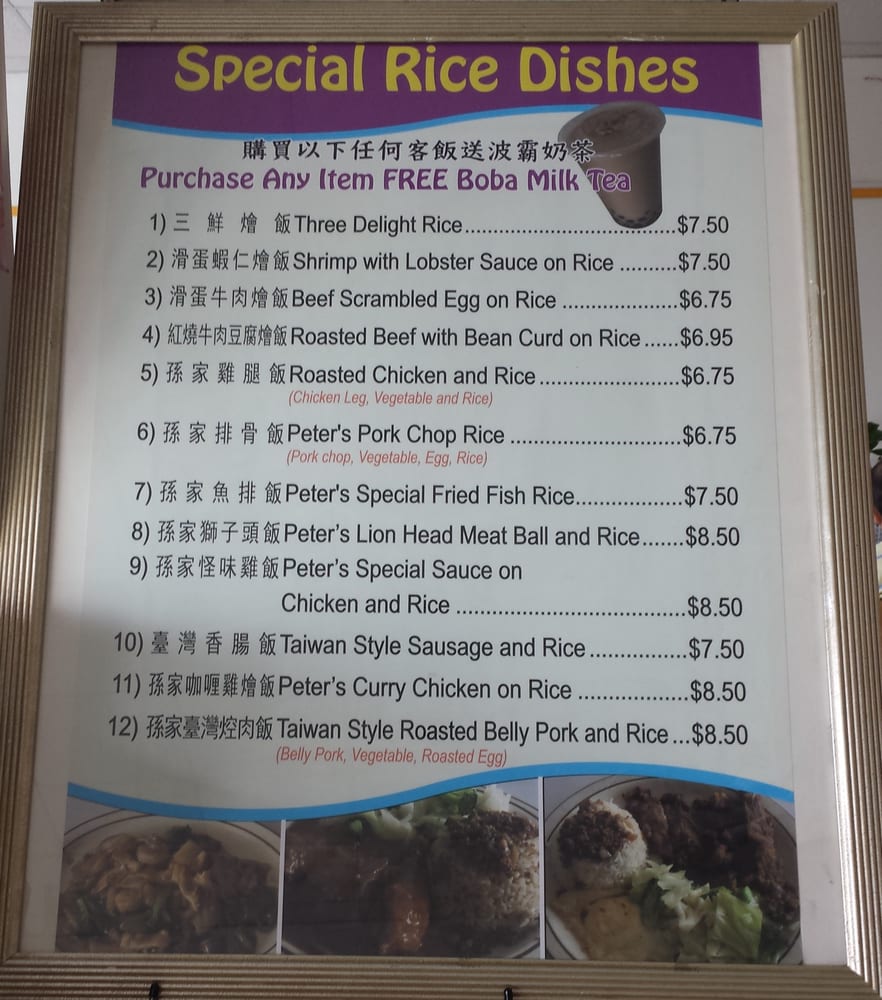 Special Rice Dishes
購買以下任何客飯送波霸奶茶
Purchase Any Item FREE Boba Milk Tea
1) 三鮮燴飯 Three Delight Rice....................................$7.50
2) 滑蛋蝦仁燴飯 Shrimp with Lobster Sauce on Rice ..........$7.50
3) 滑蛋牛肉燴飯 Beef Scrambled Egg on Rice ....................$6.75
4) 紅燒牛肉豆腐燴飯 Roasted Beef with Bean Curd on Rice......$6.95
5) 孫家雞腿飯 Roasted Chicken and Rice........................$6.75
(Chicken Leg, Vegetable and Rice)
6) 孫家排骨飯 Peter's Pork Chop Rice .............................$6.75
(Pork chop, Vegetable, Egg, Rice)
7) 孫家魚排飯 Peter's Special Fried Fish Rice..................$7.50
8) 孫家獅子頭飯 Peter’s Lion Head Meat Ball and Rice.......$8.50
9) 孫家怪味雞飯 Peter’s Special Sauce on
Chicken and Rice .......................................$8.50
10) 臺灣香腸飯 Taiwan Style Sausage and Rice................$7.50
11) 孫家咖喱雞燴飯 Peter’s Curry Chicken on Rice ..................$8.50
12) 孫家臺灣焢肉飯 Taiwan Style Roasted Belly Pork and Rice...$8.50
(Belly Pork, Vegetable, Roasted Egg)